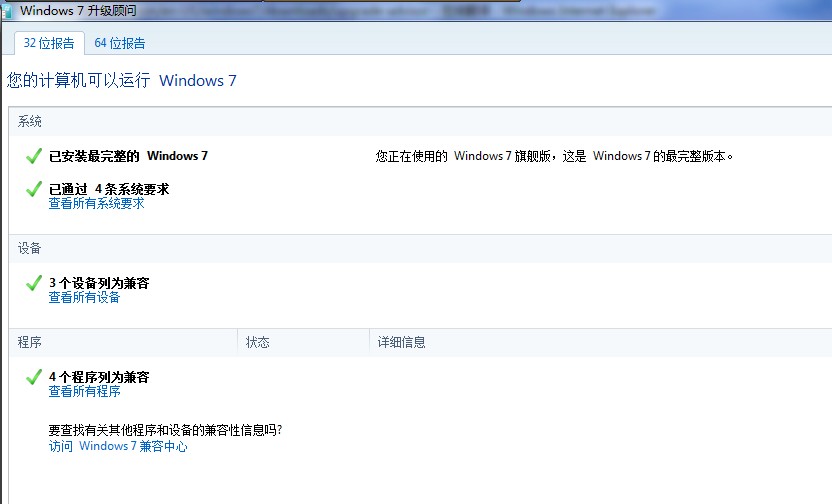 Windows 7 升级顾问
32 位报告 64 位报告
您的计算机可以运行 Windows 7
系统
已安装最完整的 Windows 7 您正在使用的 Windows 7 旗舰版，这是 Windows 7 的最完整版本。
已通过 4 条系统要求
查看所有系统要求
设备
3 个设备列为兼容
查看所有设备
程序 状态 详细信息
4 个程序列为兼容
查看所有程序
要查找有关其他程序和设备的兼容性信息吗?
访问 Windows 7 兼容中心